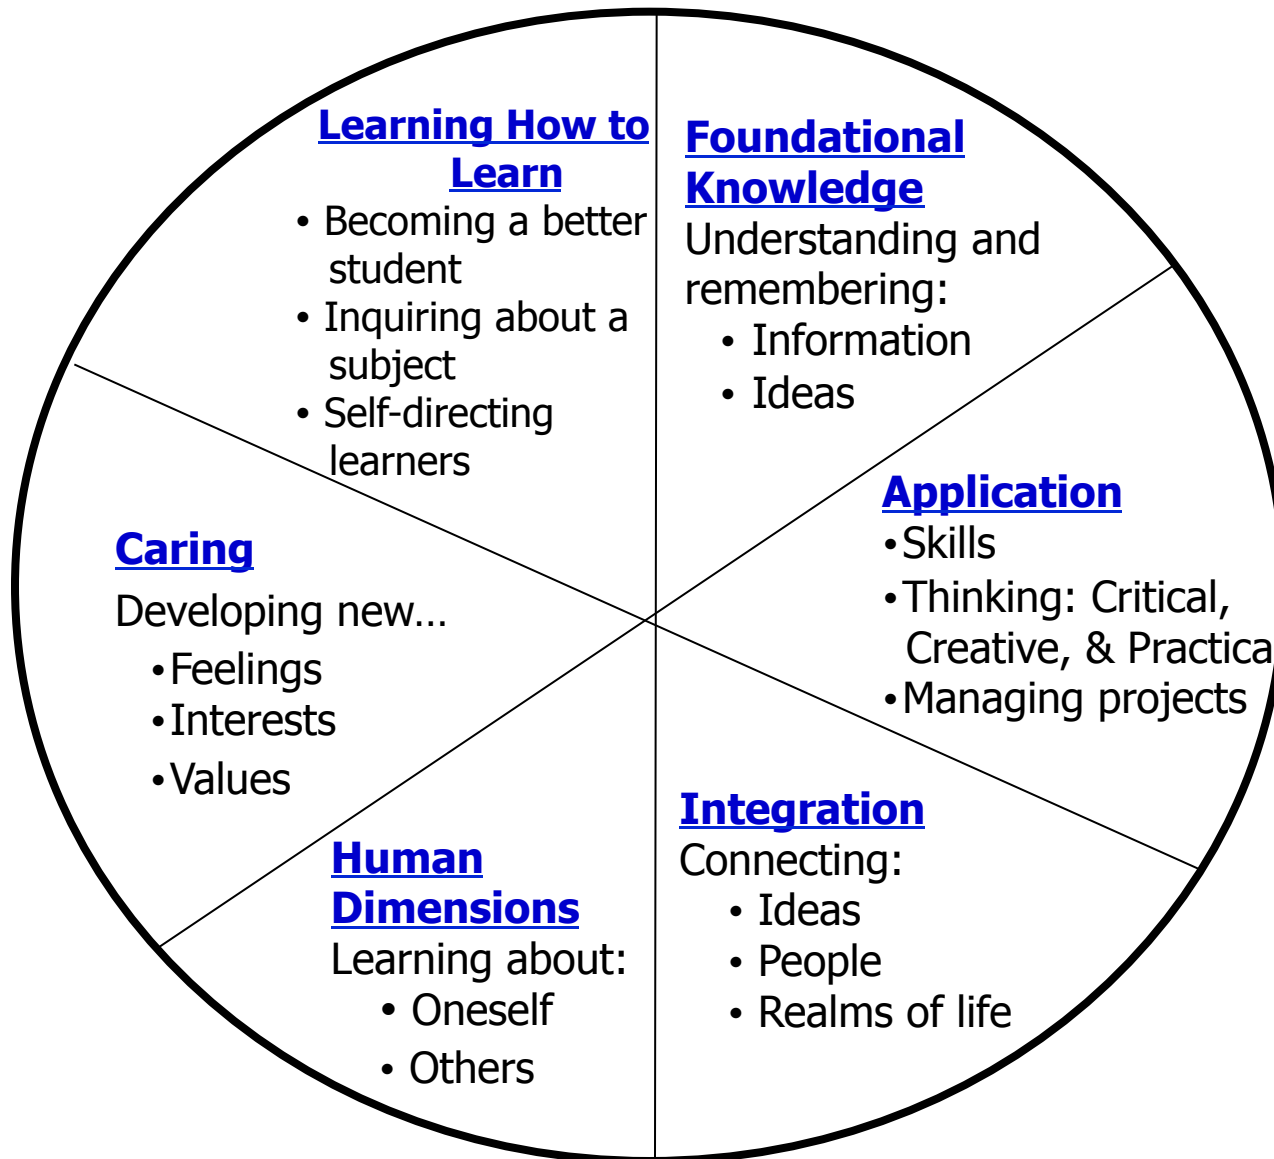 Learning How to
Learn
• Becoming a better
student
• Inquiring about a
subject
• Self-directing
learners
Foundational
Knowledge
Understanding and
remembering:
• Information
• Ideas
Application
•Skills
•Thinking: Critical,
Creative, & Practica
•Managing projects
Integration
Connecting:
• Ideas
• People
• Realms of life
Human
Dimensions
Learning about:
• Oneself
• Others
Caring
Developing new...
•Feelings
•Interests
•Values